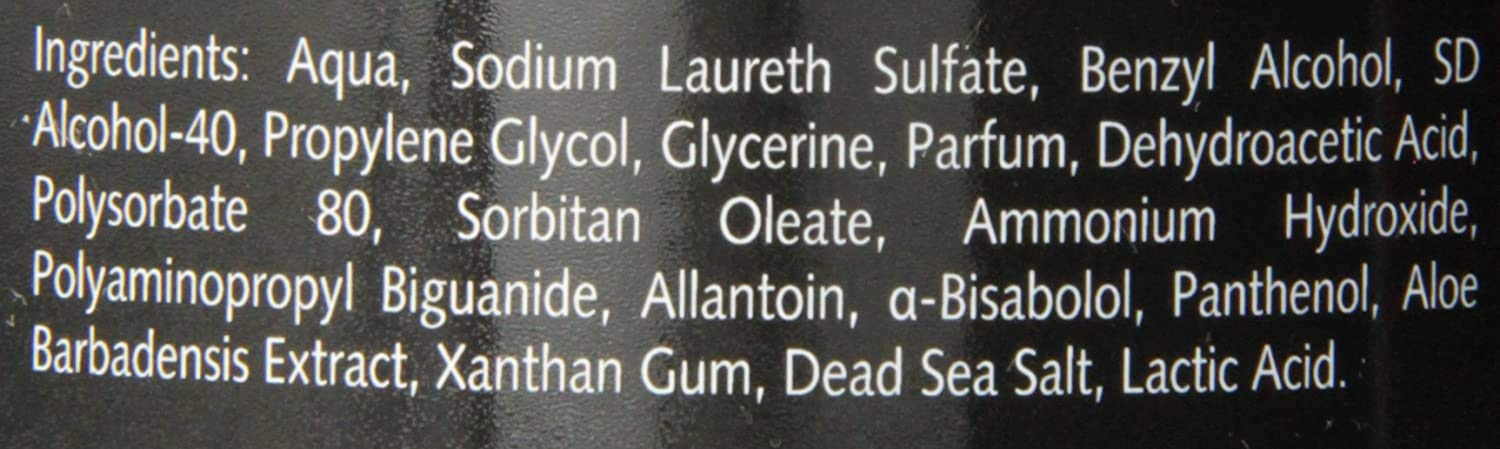 Ingredients: Aqua, Sodium Laureth Sulfate, Benzyl Alcohol, SD
Alcohol-40, Propylene Glycol, Glycerine, Parfum, Dehydroacetic Acid,
Polysorbate 80, Sorbitan Oleate, Ammonium Hydroxide,
Polyaminopropyl Biguanide, Allantoin, α-Bisabolol, Panthenol, Aloe
Barbadensis Extract, Xanthan Gum, Dead Sea Salt, Lactic Acid.